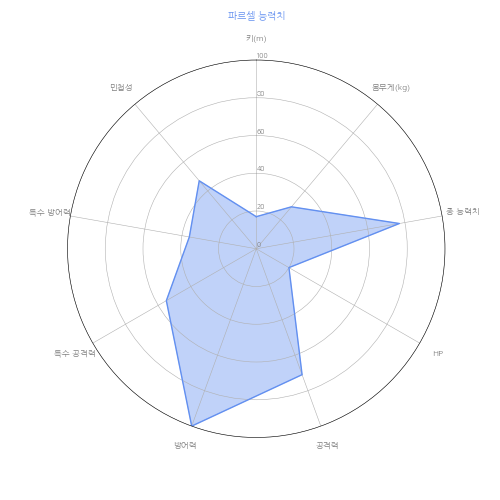 파르셀 능력치
키(m)
몸무게(kg)
총 능력치
HP
공격력
방어력
특수 공격력
특수 방어력
민첩성
100
80
60
40
20
0